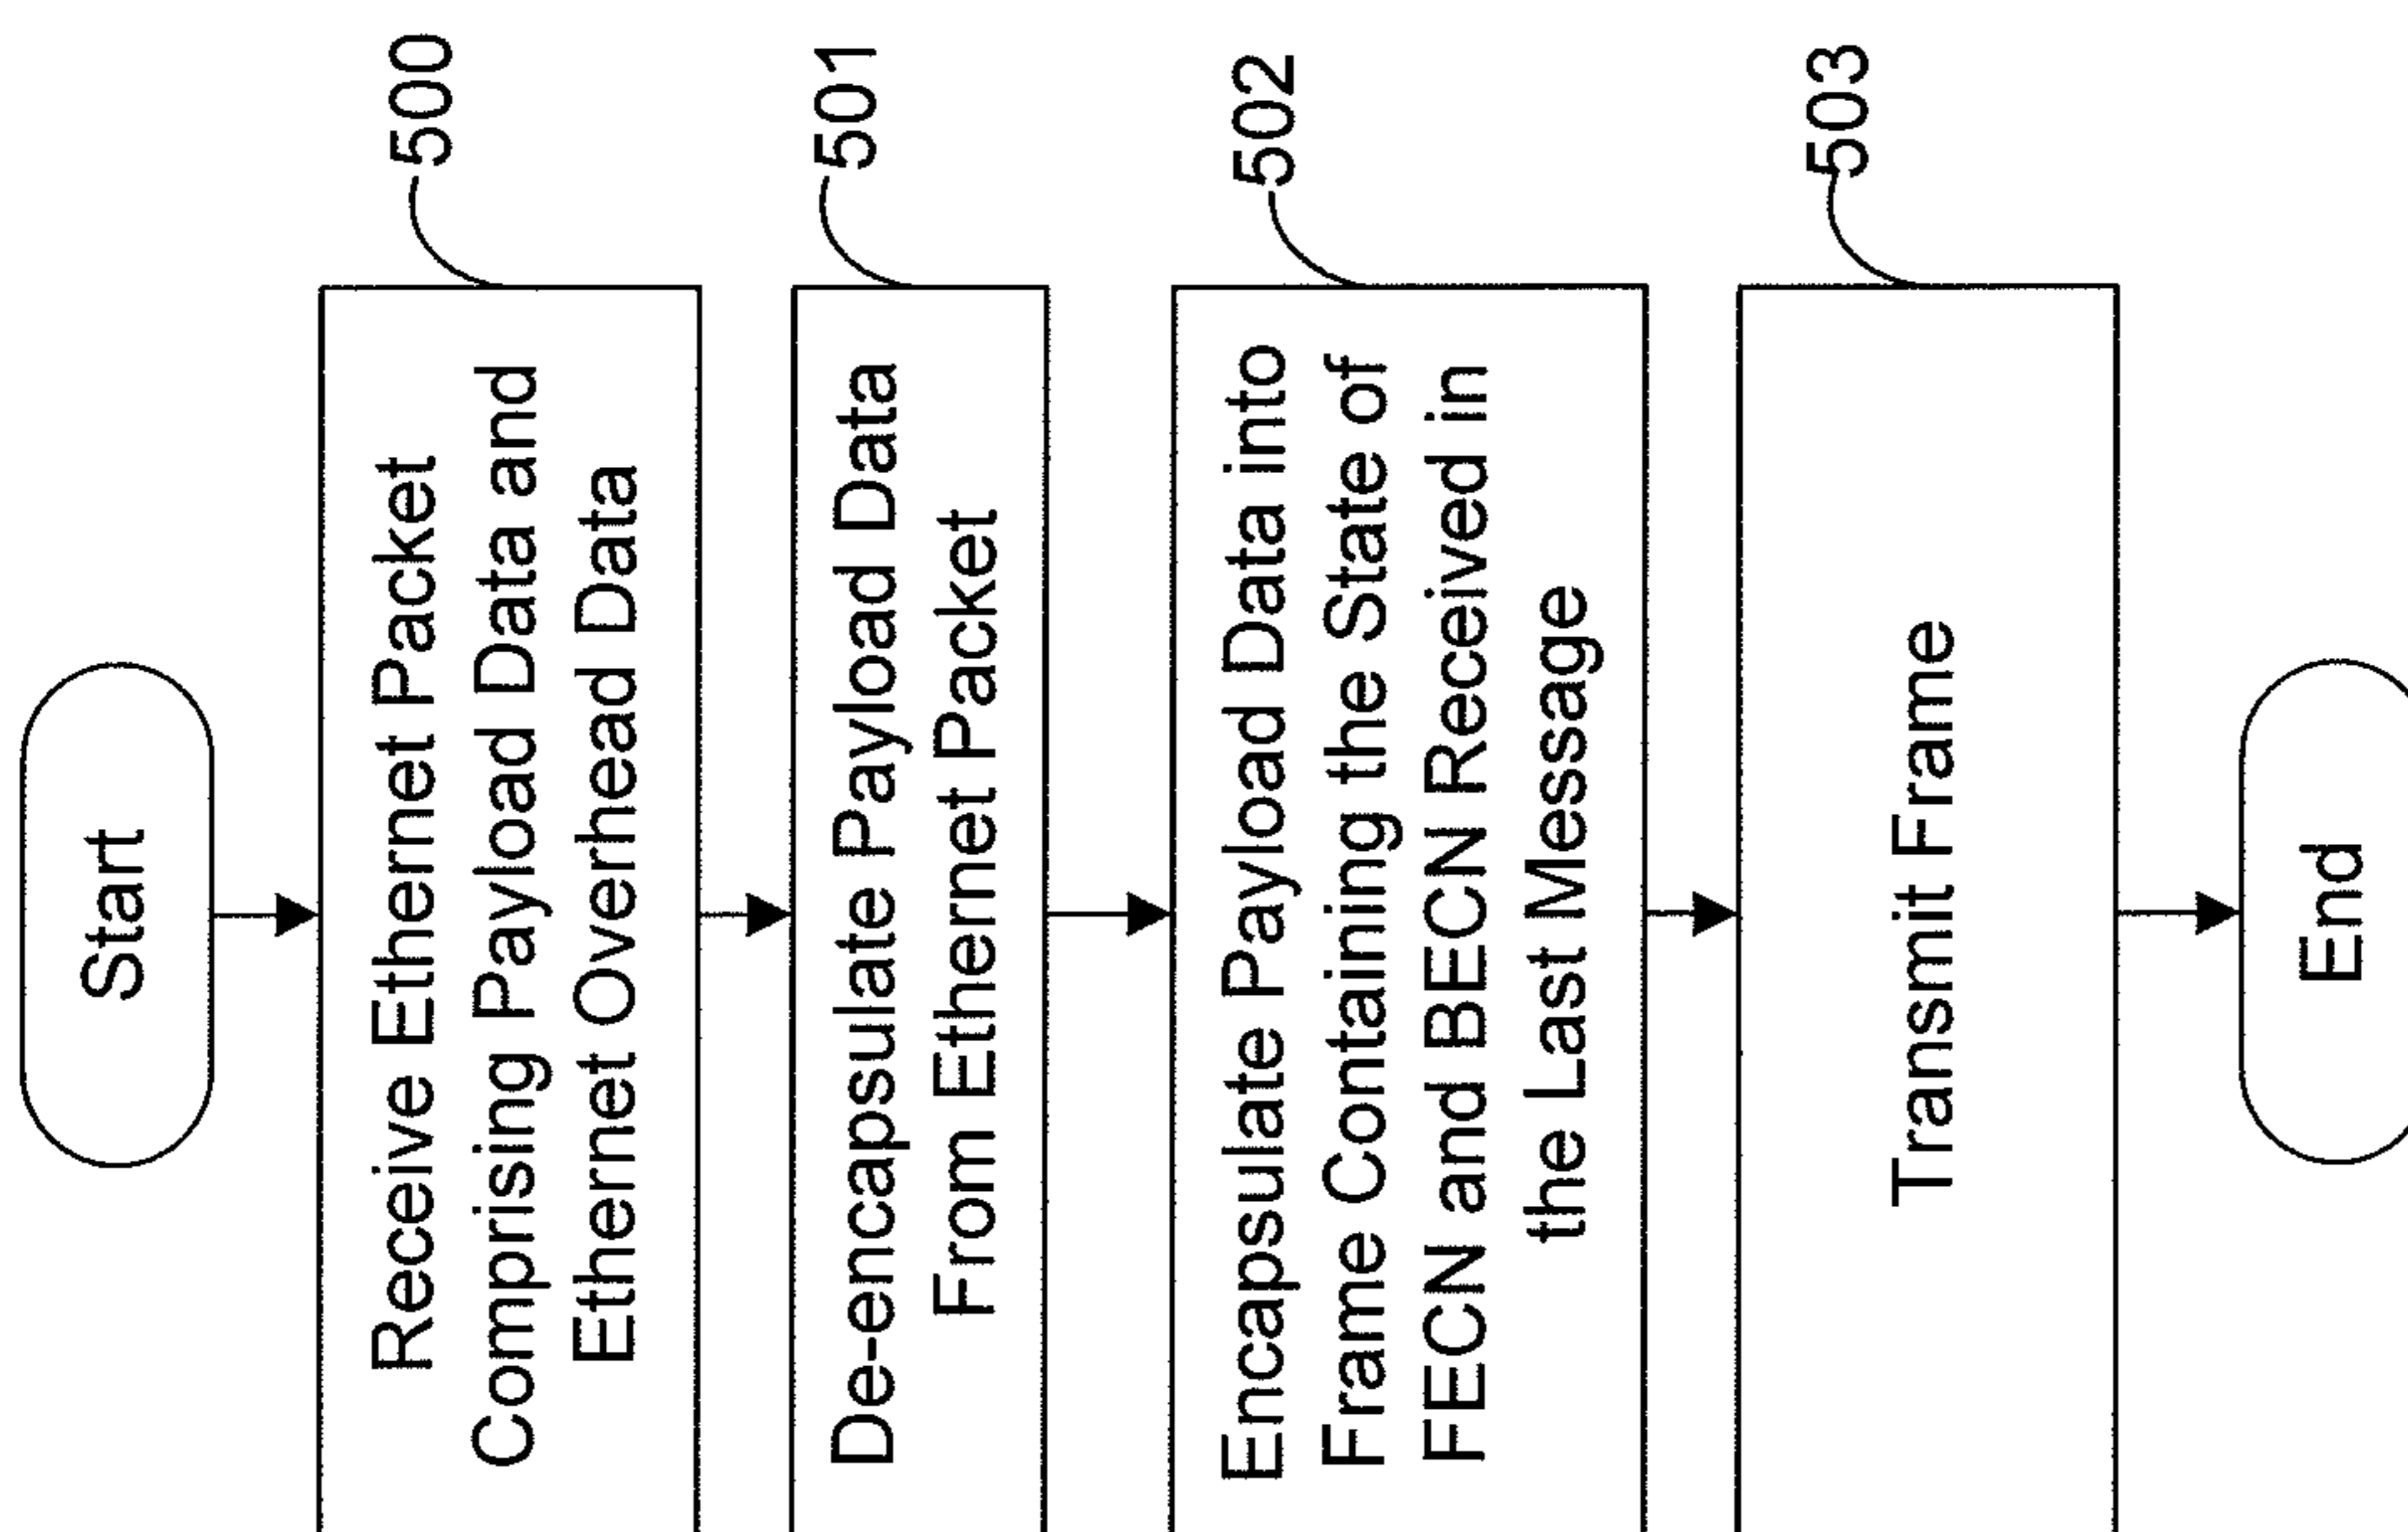 Start
Receive Ethernet Packet
Comprising Payload Data and
Ethernet Overhead Data
500
De-encapsulate Payload Data
From Ethernet Packet
501
Encapsulate Payload Data into
Frame Containing the State of
FECN and BECN Received in
the Last Message
502
Transmit Frame
503
End